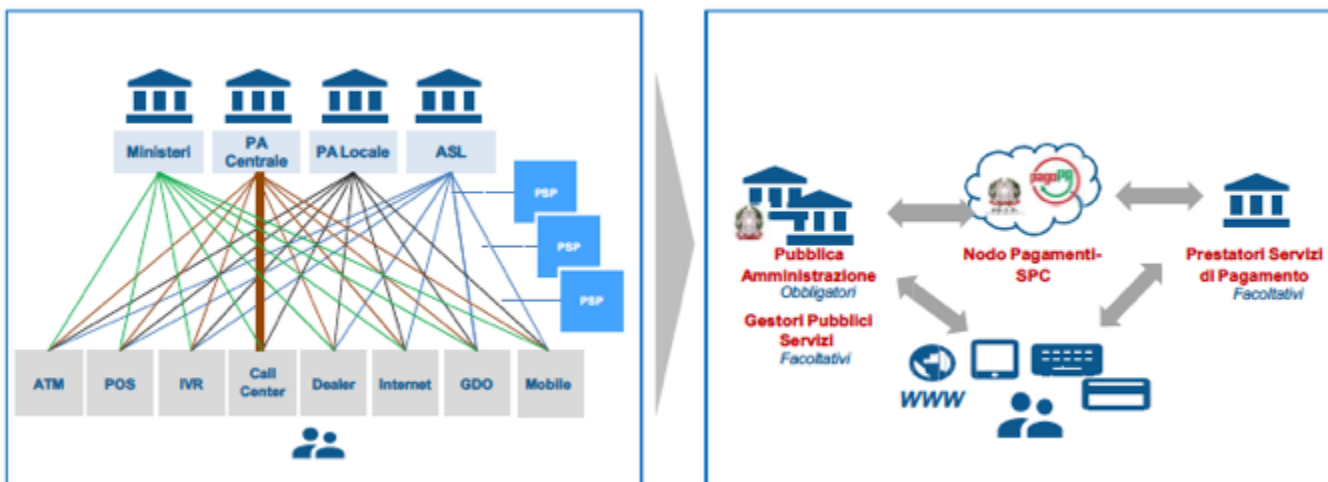 Ministeri
PA
Centrale
PA Locale
ASL
PSP
PSP
PSP
ATM
POS
IVR
Call
Center
Dealer
Internet
GDO
Mobile
pagoPA
Pubblica
Amministrazione
Obbligatori
Gestori Pubblici
Servizi
Facoltativi
Nodo Pagamenti-
SPC
Prestatori Servizi
di Pagamento
Facoltativi
WWW